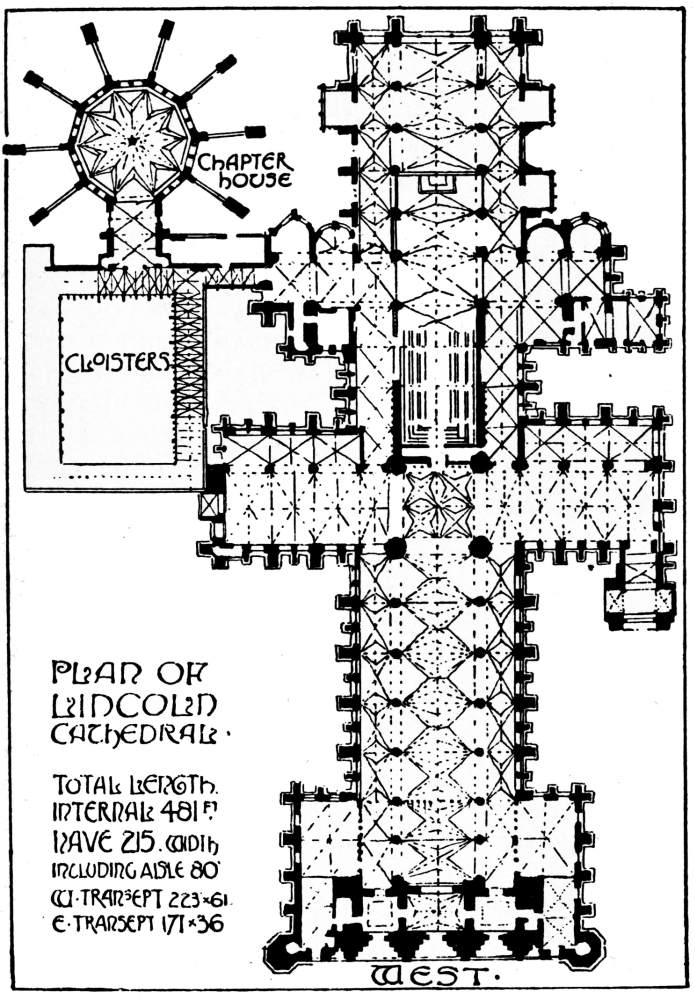 CHAPTER
HOUSE
CLOISTERS
PLAN OF
LINCOLN
CATHEDRAL.
TOTAL LENGTH.
INTERNAL 481 FT.
NAVE 215. WIDTH
INCLUDING AISLE 80'
W. TRANSEPT 223'×61.
E. TRANSEPT 171×36
WEST.